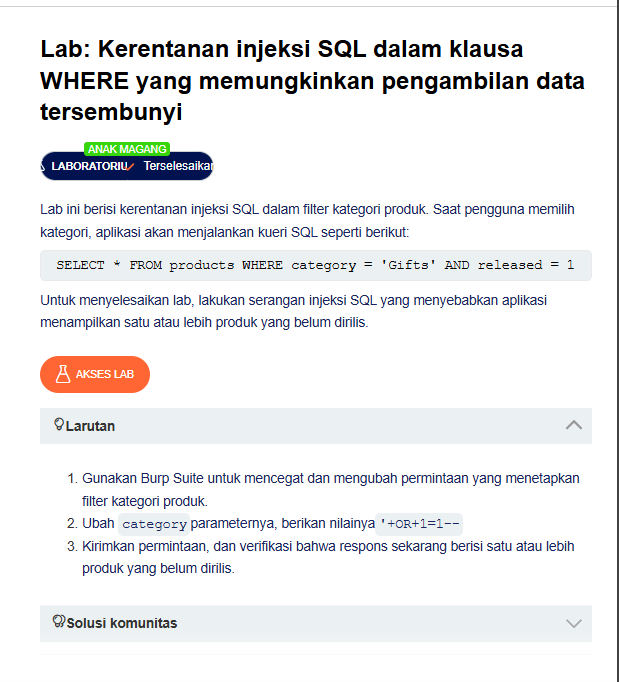 Lab: Kerentanan injeksi SQL dalam klausa
WHERE yang memungkinkan pengambilan data
tersembunyi
ANAK MAGANG
LABORATORIU Terselesaikan
Lab ini berisi kerentanan injeksi SQL dalam filter kategori produk. Saat pengguna memilih
kategori, aplikasi akan menjalankan kueri SQL seperti berikut:
SELECT * FROM products WHERE category = 'Gifts' AND released = 1
Untuk menyelesaikan lab, lakukan serangan injeksi SQL yang menyebabkan aplikasi
menampilkan satu atau lebih produk yang belum dirilis.
AKSES LAB
Larutan
1. Gunakan Burp Suite untuk mencegat dan mengubah permintaan yang menetapkan
filter kategori produk.
2. Ubah category parameternya, berikan nilainya '+OR+1=1--
3. Kirimkan permintaan, dan verifikasi bahwa respons sekarang berisi satu atau lebih
produk yang belum dirilis.
Solusi komunitas